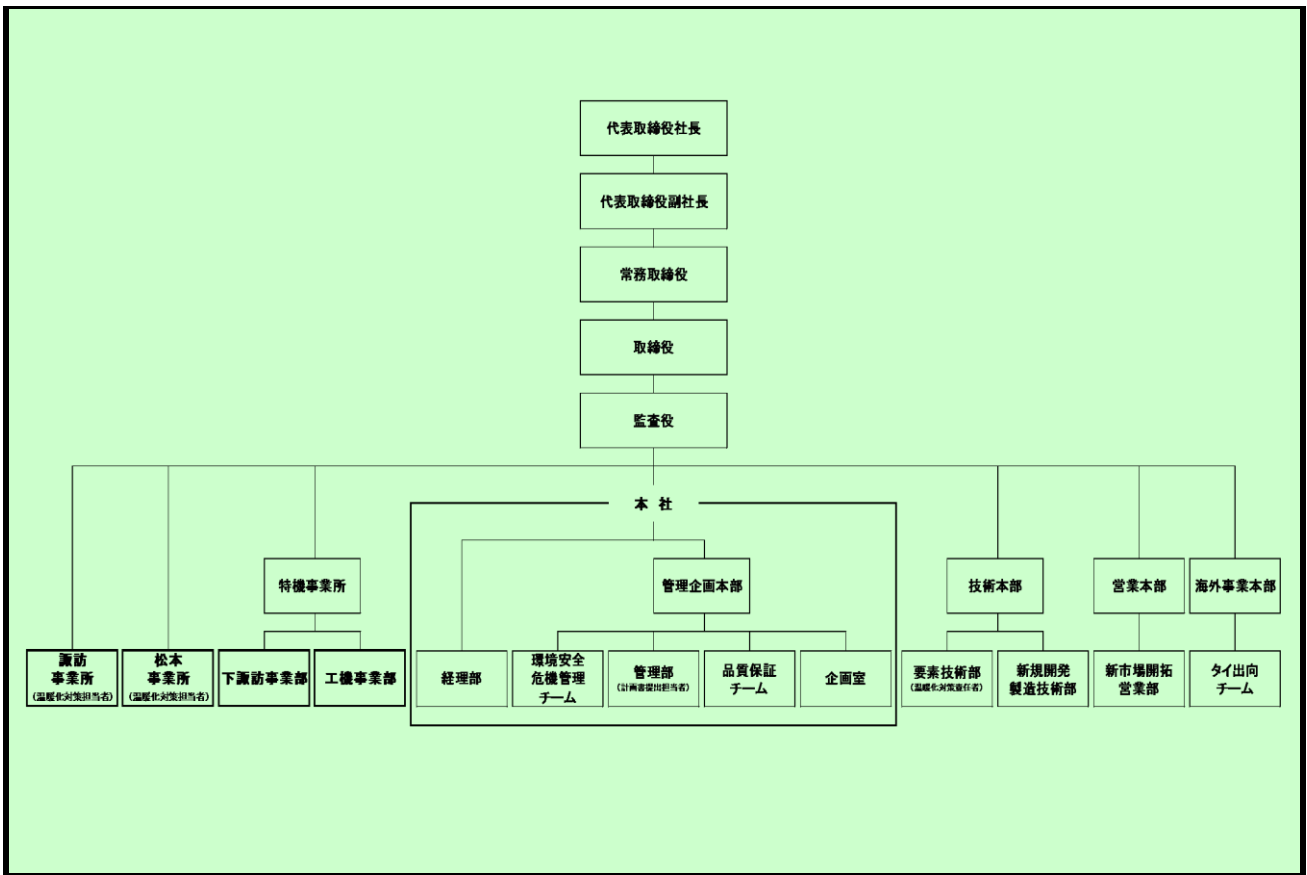 代表取締役社長
代表取締役副社長
常務取締役
取締役
監査役
本 社
特機事業所
管理企画本部
技術本部
営業本部
海外事業本部
諏訪
事業所
（温暖化対策担当者）
松本
事業所
（温暖化対策担当者）
下諏訪事業部
工機事業部
経理部
環境安全
危機管理
チーム
管理部
（計画書提出担当者）
品質保証
チーム
企画室
要素技術部
（温暖化対策責任者）
新規開発
製造技術部
新市場開拓
営業部
タイ出向
チーム